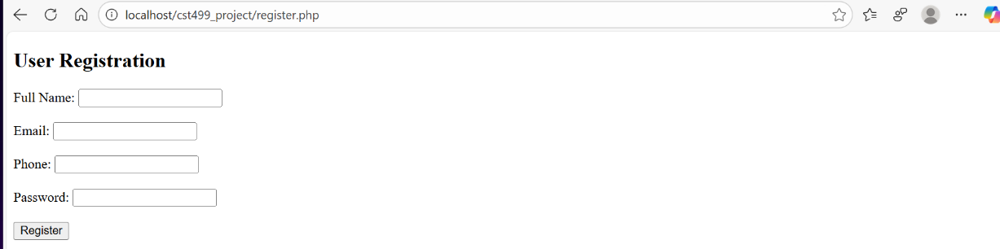 localhost/cst499_project/register.php
User Registration
Full Name:
Email:
Phone:
Password:
Register